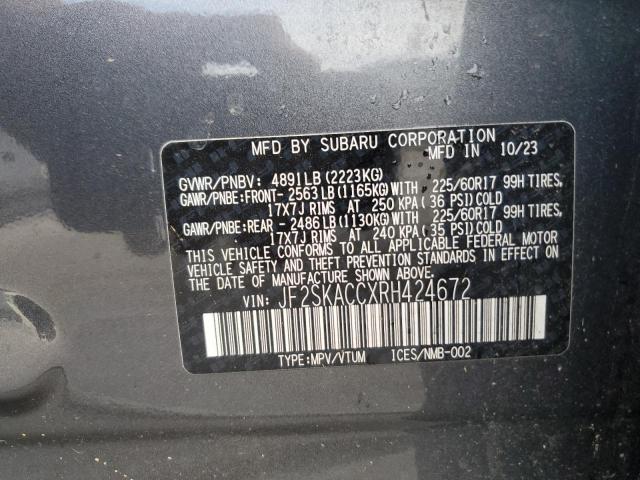 MFD BY SUBARU CORPORATION
MFD IN 10/23
GVWR/PNBV: 4891LB(2223KG)
GAWR/PNBE:FRONT- 2563LB(1165KG)WITH 225/60R17 99H TIRES,
17X7J RIMS AT 250 KPA(36 PSI)COLD
GAWR/PNBE:REAR - 2486LB(1130KG)WITH 225/60R17 99H TIRES,
17X7J RIMS AT 240 KPA(35 PSI)COLD
THIS VEHICLE CONFORMS TO ALL APPLICABLE FEDERAL MOTOR
VEHICLE SAFETY AND THEFT PREVENTION STANDARDS IN EFFECT ON
THE DATE OF MANUFACTURE SHOWN ABOVE.
VIN: JF2SKACCXRH424672
TYPE:MPV/VTUM ICES/NMB-002